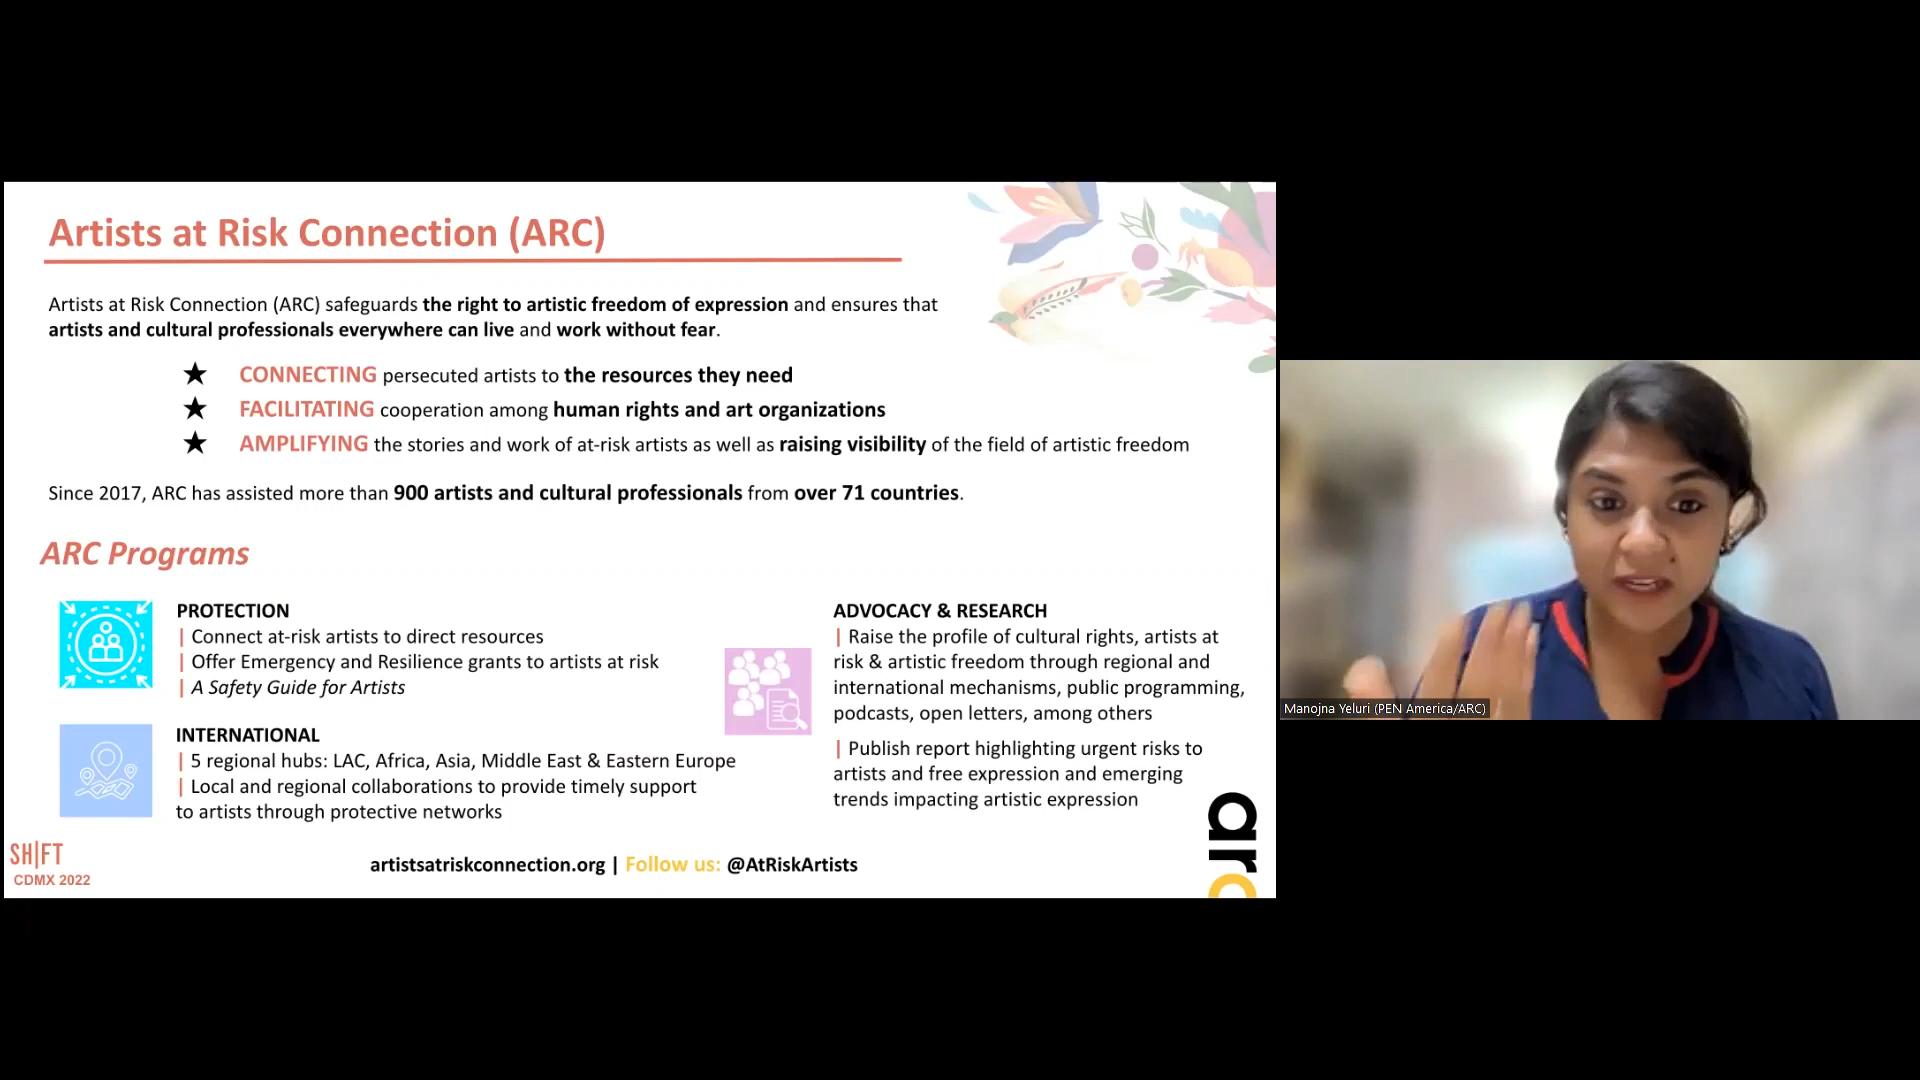 Artists at Risk Connection (ARC)
Artists at Risk Connection (ARC) safeguards the right to artistic freedom of expression and ensures that
artists and cultural professionals everywhere can live and work without fear.
★ CONNECTING persecuted artists to the resources they need
★ FACILITATING cooperation among human rights and art organizations
★ AMPLIFYING the stories and work of at-risk artists as well as raising visibility of the field of artistic freedom
Since 2017, ARC has assisted more than 900 artists and cultural professionals from over 71 countries.
ARC Programs
PROTECTION
| Connect at-risk artists to direct resources
| Offer Emergency and Resilience grants to artists at risk
| A Safety Guide for Artists
INTERNATIONAL
| 5 regional hubs: LAC, Africa, Asia, Middle East & Eastern Europe
| Local and regional collaborations to provide timely support
to artists through protective networks
ADVOCACY & RESEARCH
| Raise the profile of cultural rights, artists at
risk & artistic freedom through regional and
international mechanisms, public programming,
podcasts, open letters, among others
| Publish report highlighting urgent risks to
artists and free expression and emerging
trends impacting artistic expression
SH|FT
CDMX 2022
artistsatriskconnection.org | Follow us: @AtRiskArtists
arc
Manojna Yeluri (PEN America/ARC)